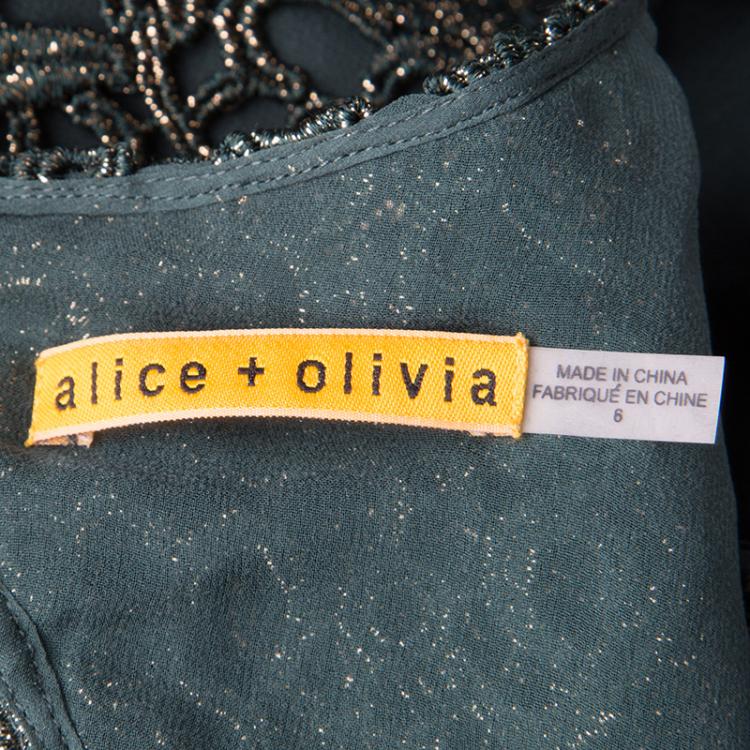 alice + olivia
MADE IN CHINA
FABRIQUÉ EN CHINE
6